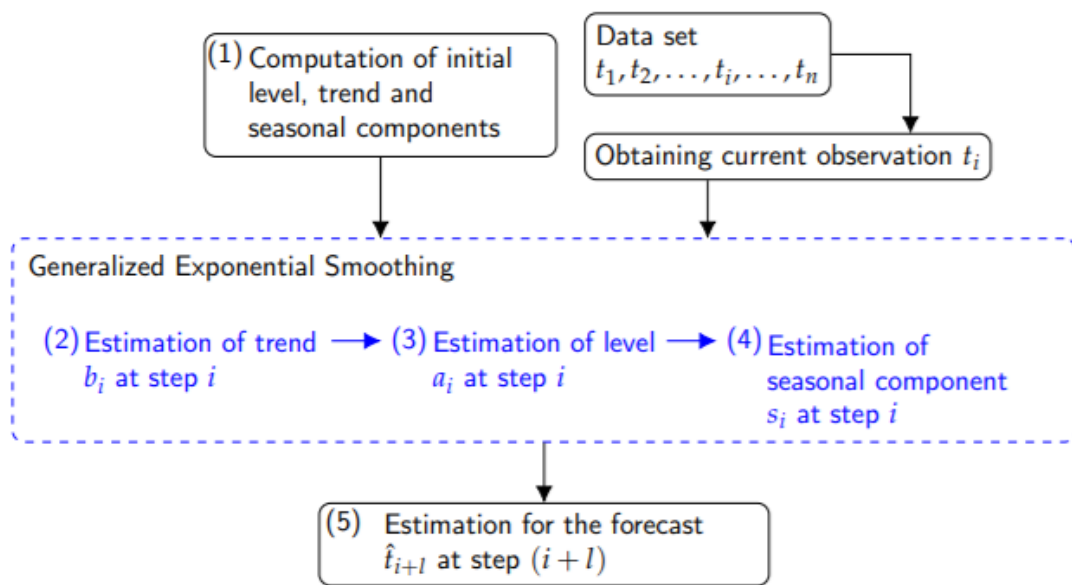 (1) Computation of initial
level, trend and
seasonal components
Data set
t₁, t₂, . . . , tᵢ, . . . , tₙ
Obtaining current observation tᵢ
Generalized Exponential Smoothing
(2) Estimation of trend
bᵢ at step i
(3) Estimation of level
aᵢ at step i
(4) Estimation of
seasonal component
sᵢ at step i
(5) Estimation for the forecast
t̂ᵢ₊ₗ at step (i + l)